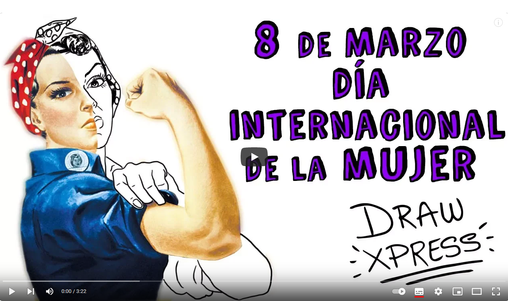 8 DE MARZO
DÍA
INTERNACIONAL
DE LA MUJER
DRAW
XPRESS
0:00 / 3:22